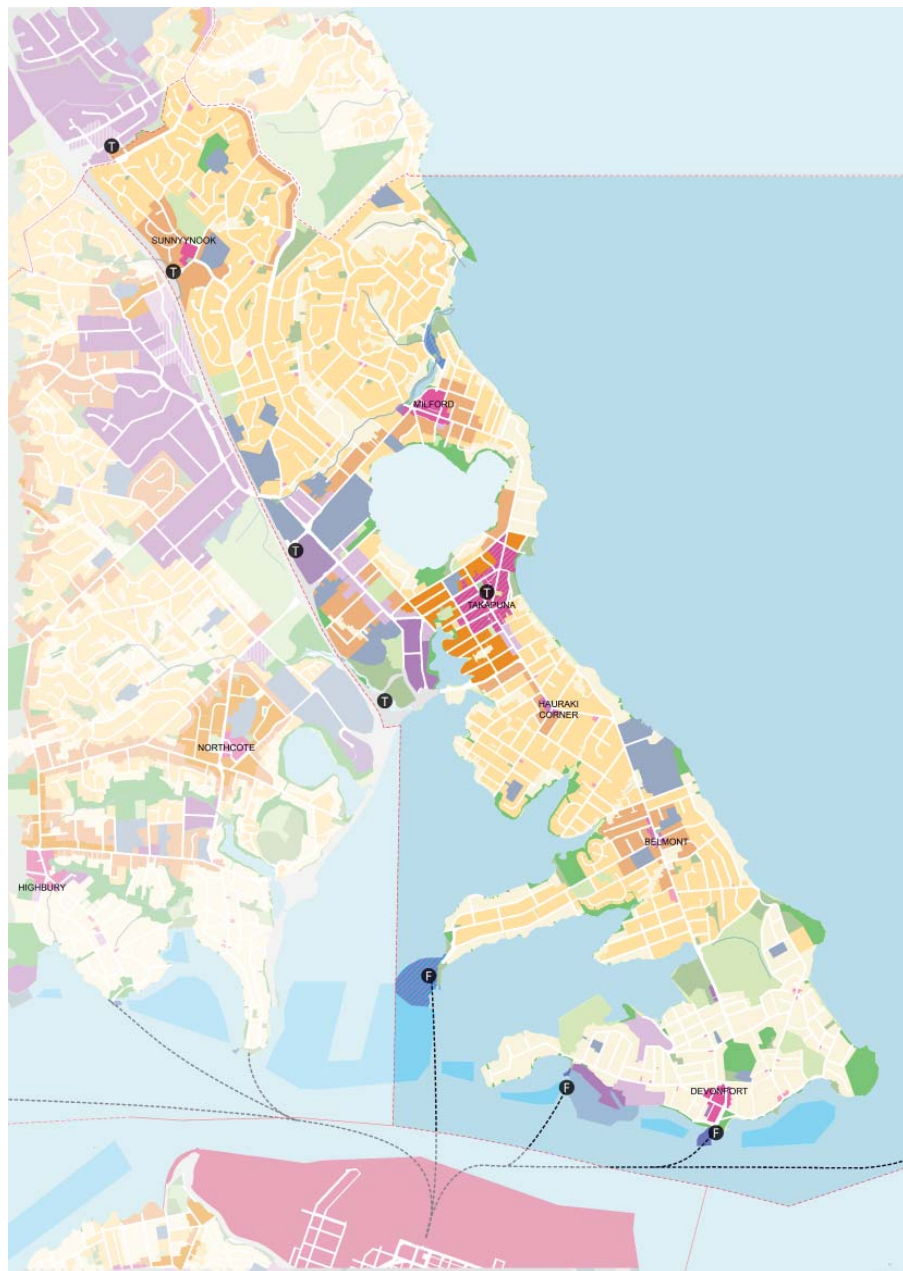 T
SUNNYYNOOK
T
MILFORD
T
T
TAKAPUNA
T
HAURAKI
CORNER
NORTHCOTE
BELMONT
HIGHBURY
F
F
DEVONPORT
F